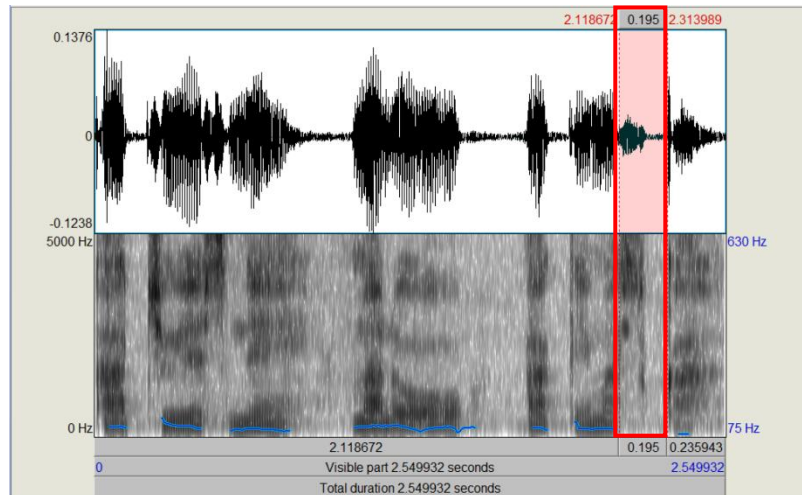 2.118672 0.195 2.313989
0.1376
0
-0.1238
5000 Hz 630 Hz
0 Hz 75 Hz
2.118672 0.195 0.235943
0 Visible part 2.549932 seconds 2.549932
Total duration 2.549932 seconds